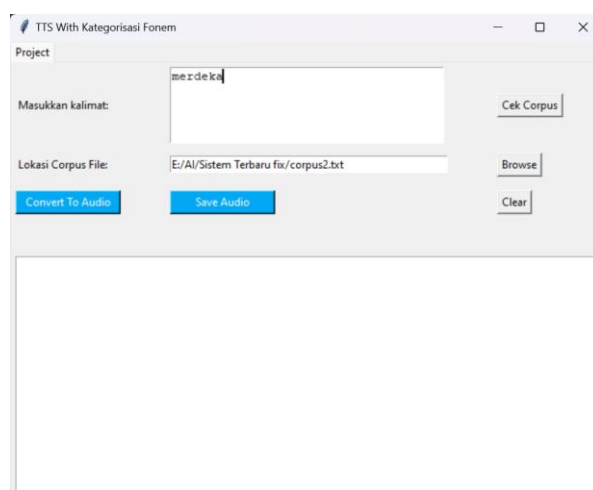 TTS With Kategorisasi Fonem
Project
merdeka
Masukkan kalimat:
Cek Corpus
Lokasi Corpus File:
E:/AI/Sistem Terbaru fix/corpus2.txt
Browse
Convert To Audio
Save Audio
Clear